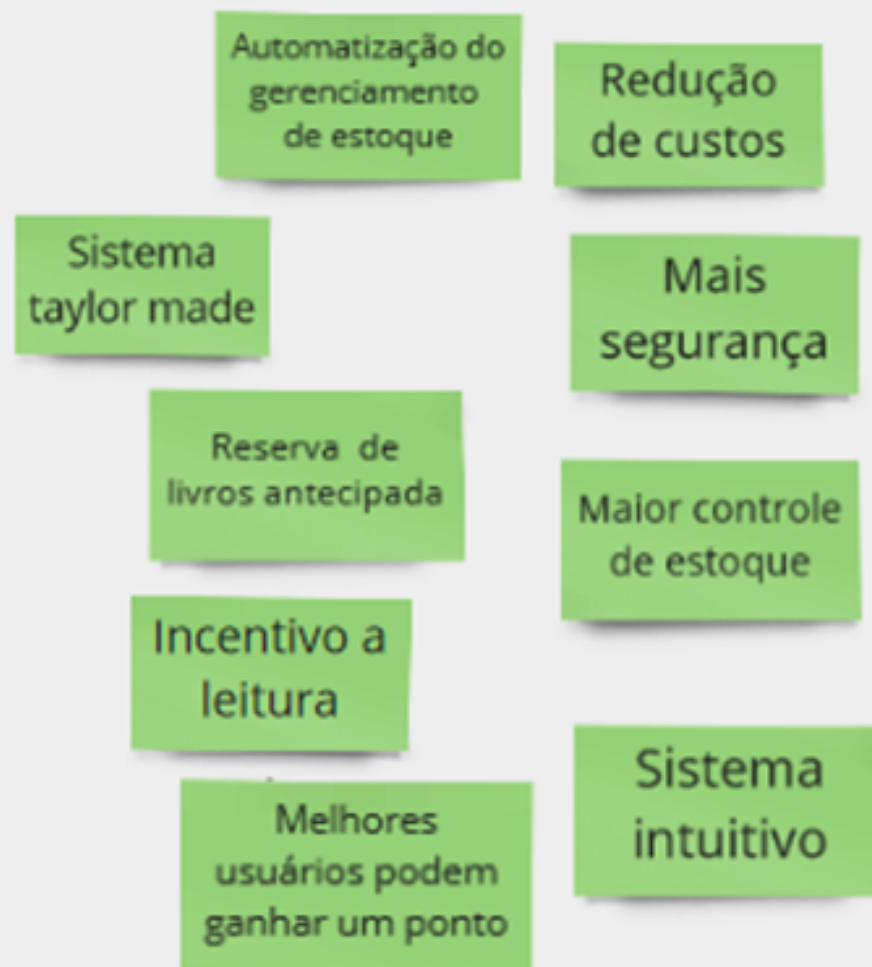 Automatização do
gerenciamento
de estoque
Redução
de custos
Sistema
taylor made
Mais
segurança
Reserva de
livros antecipada
Maior controle
de estoque
Incentivo a
leitura
Sistema
intuitivo
Melhores
usuários podem
ganhar um ponto